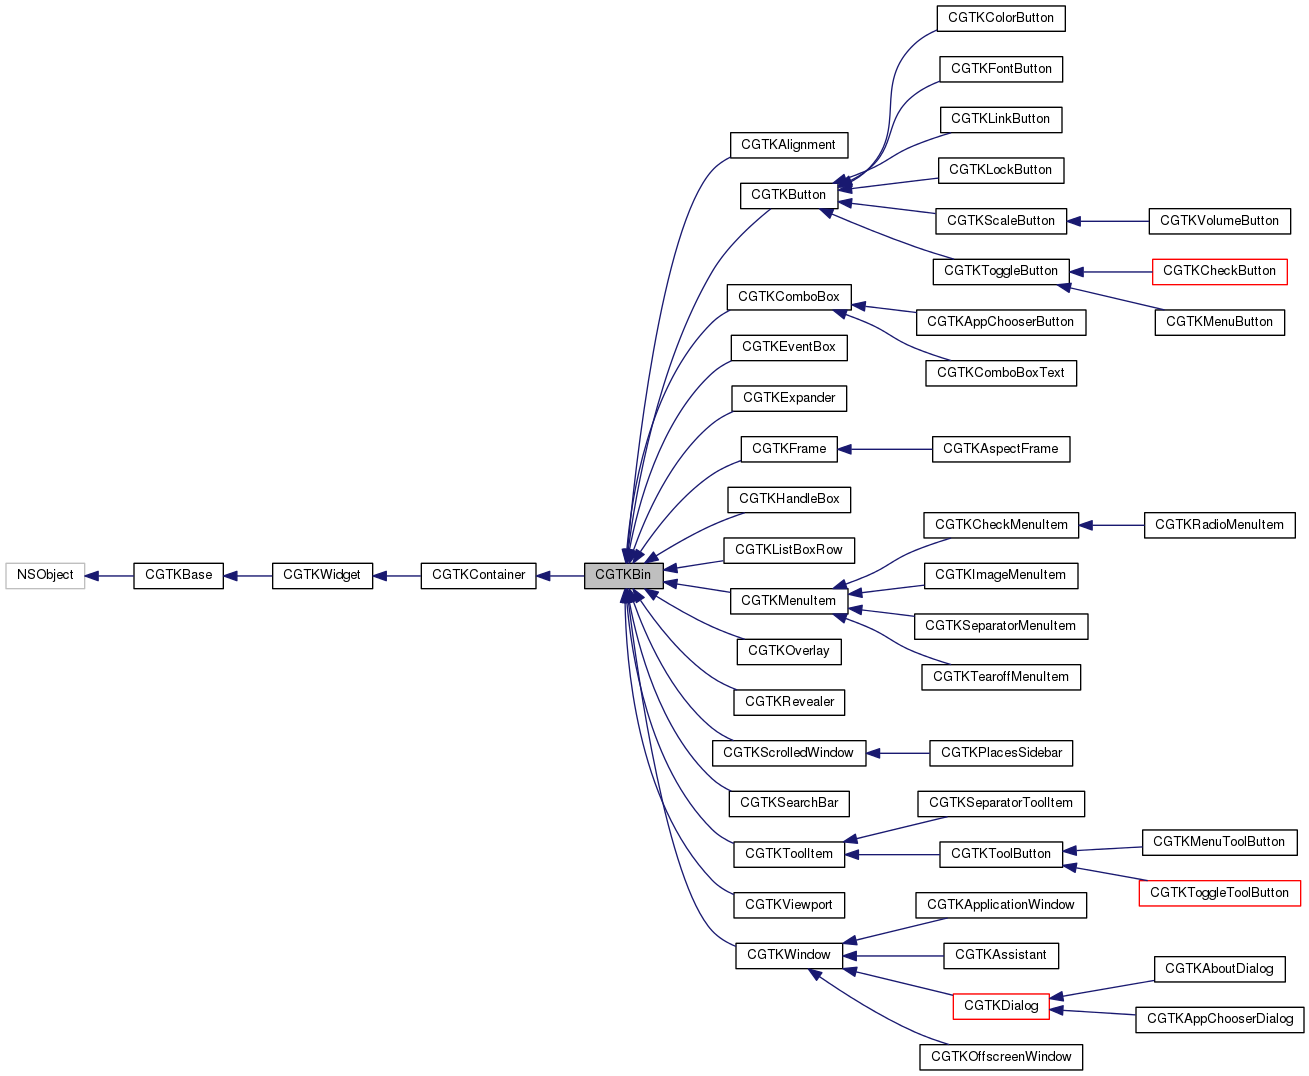 CGTKColorButton
CGTKFontButton
CGTKLinkButton
CGTKAlignment
CGTKLockButton
CGTKButton
CGTKScaleButton
CGTKVolumeButton
CGTKToggleButton
CGTKCheckButton
CGTKComboBox
CGTKAppChooserButton
CGTKMenuButton
CGTKEventBox
CGTKComboBoxText
CGTKExpander
CGTKFrame
CGTKAspectFrame
CGTKHandleBox
CGTKCheckMenuItem
CGTKRadioMenuItem
CGTKListBoxRow
NSObject
CGTKBase
CGTKWidget
CGTKContainer
CGTKBin
CGTKImageMenuItem
CGTKMenuItem
CGTKSeparatorMenuItem
CGTKOverlay
CGTKTearoffMenuItem
CGTKRevealer
CGTKScrolledWindow
CGTKPlacesSidebar
CGTKSearchBar
CGTKSeparatorToolItem
CGTKMenuToolButton
CGTKToolItem
CGTKToolButton
CGTKToggleToolButton
CGTKViewport
CGTKApplicationWindow
CGTKWindow
CGTKAssistant
CGTKAboutDialog
CGTKDialog
CGTKAppChooserDialog
CGTKOffscreenWindow